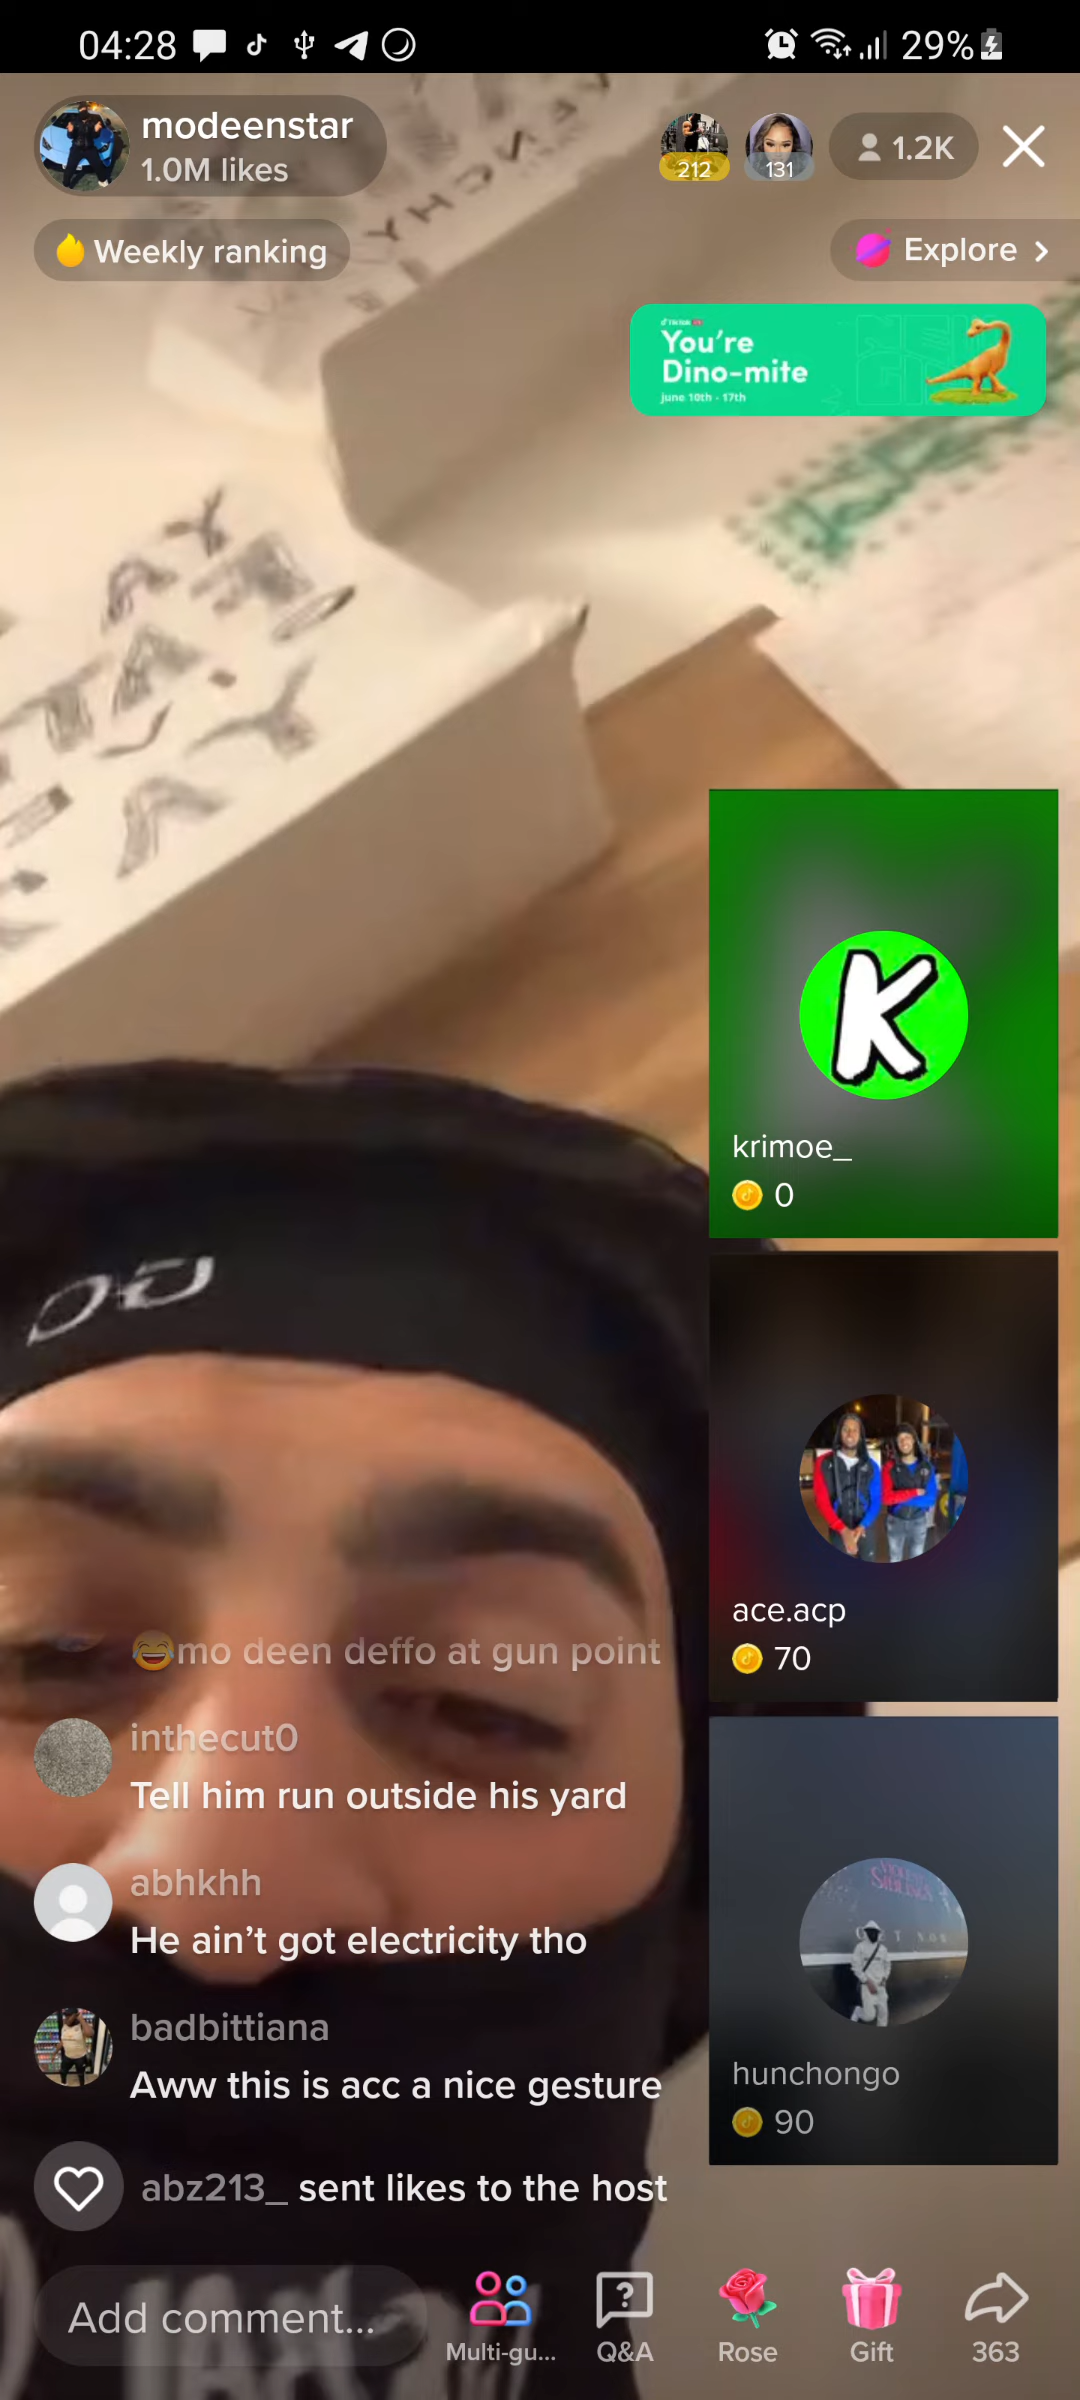 04:28
29%
modeenstar
1.0M likes
212
131
1.2K
Weekly ranking
Explore
You're
Dino-mite
June 10th - 17th
K
krimoe_
0
ace.acp
70
😂mo deen deffo at gun point
inthecut0
Tell him run outside his yard
abhkhh
He ain't got electricity tho
badbittiana
Aww this is acc a nice gesture
hunchongo
90
abz213_ sent likes to the host
Add comment...
Multi-gu...
Q&A
Rose
Gift
363